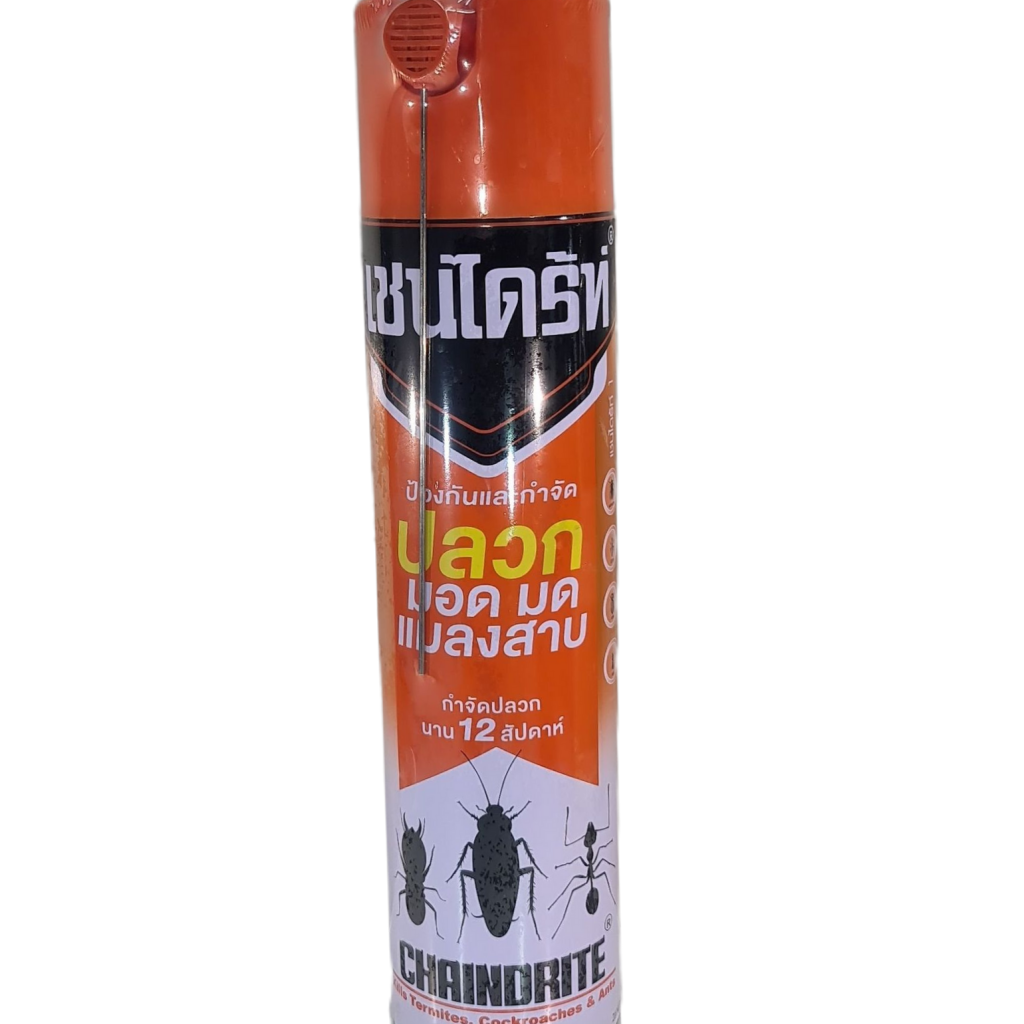 เชนไดร้ท์®
ป้องกันและกำจัด
ปลวก
มอด มด
แมลงสาบ
กำจัดปลวก
นาน 12 สัปดาห์
CHAINDRITE®
Kills Termites, Cockroaches & Ants